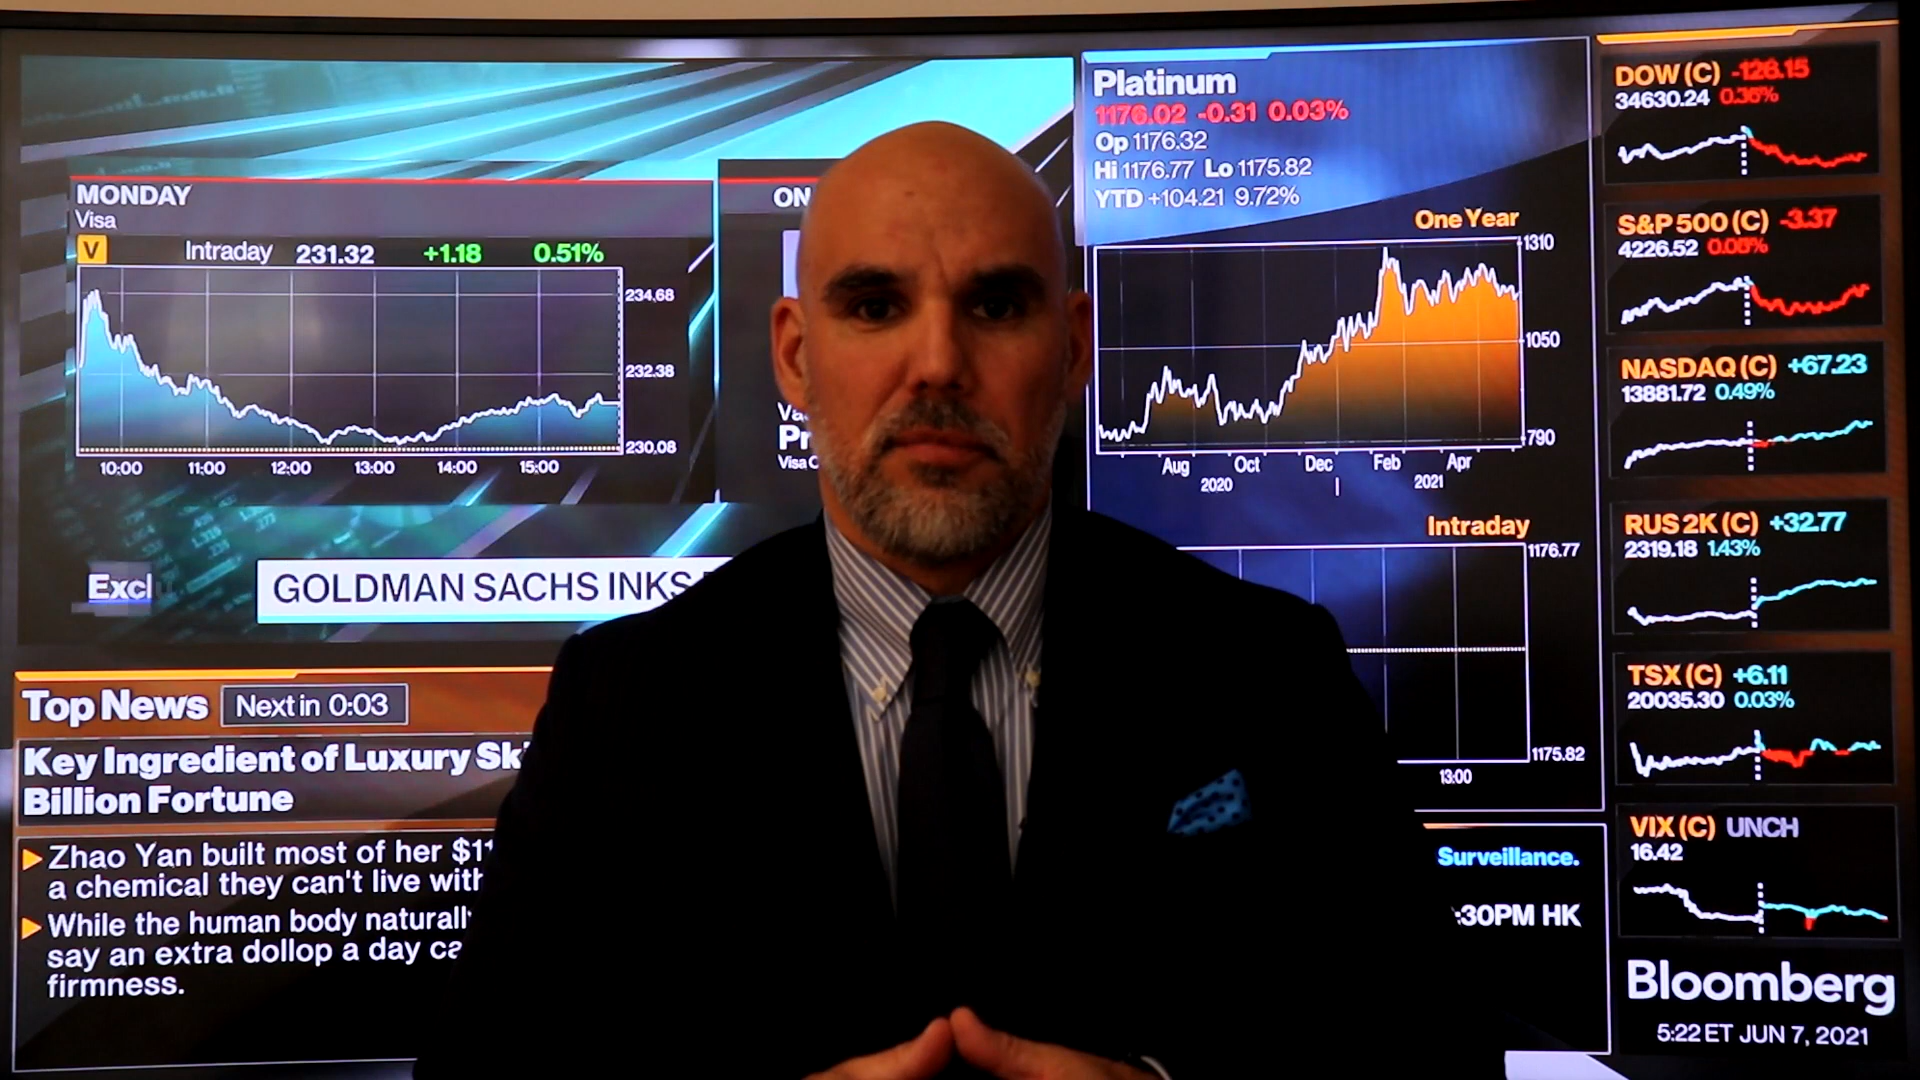 MONDAY
Visa
V Intraday 231.32 +1.18 0.51%
234.68
232.38
230.08
10:00 11:00 12:00 13:00 14:00 15:00
ON
Visa
GOLDMAN SACHS INKS
Excl
Top News Next in 0:03
Key Ingredient of Luxury Sk
Billion Fortune
Zhao Yan built most of her $1
a chemical they can't live with
While the human body naturall
say an extra dollop a day ca
firmness.
Platinum
1176.02 -0.31 0.03%
Op 1176.32
Hi 1176.77 Lo 1175.82
YTD +104.21 9.72%
One Year
1310
1050
790
Aug Oct Dec Feb Apr
2020 | 2021
Intraday
1176.77
1175.82
13:00
Surveillance.
:30PM HK
DOW (C) -126.15
34630.24 0.36%
S&P 500 (C) -3.37
4226.52 0.08%
NASDAQ (C) +67.23
13881.72 0.49%
RUS 2K (C) +32.77
2319.18 1.43%
TSX (C) +6.11
20035.30 0.03%
VIX (C) UNCH
16.42
Bloomberg
5:22 ET JUN 7, 2021